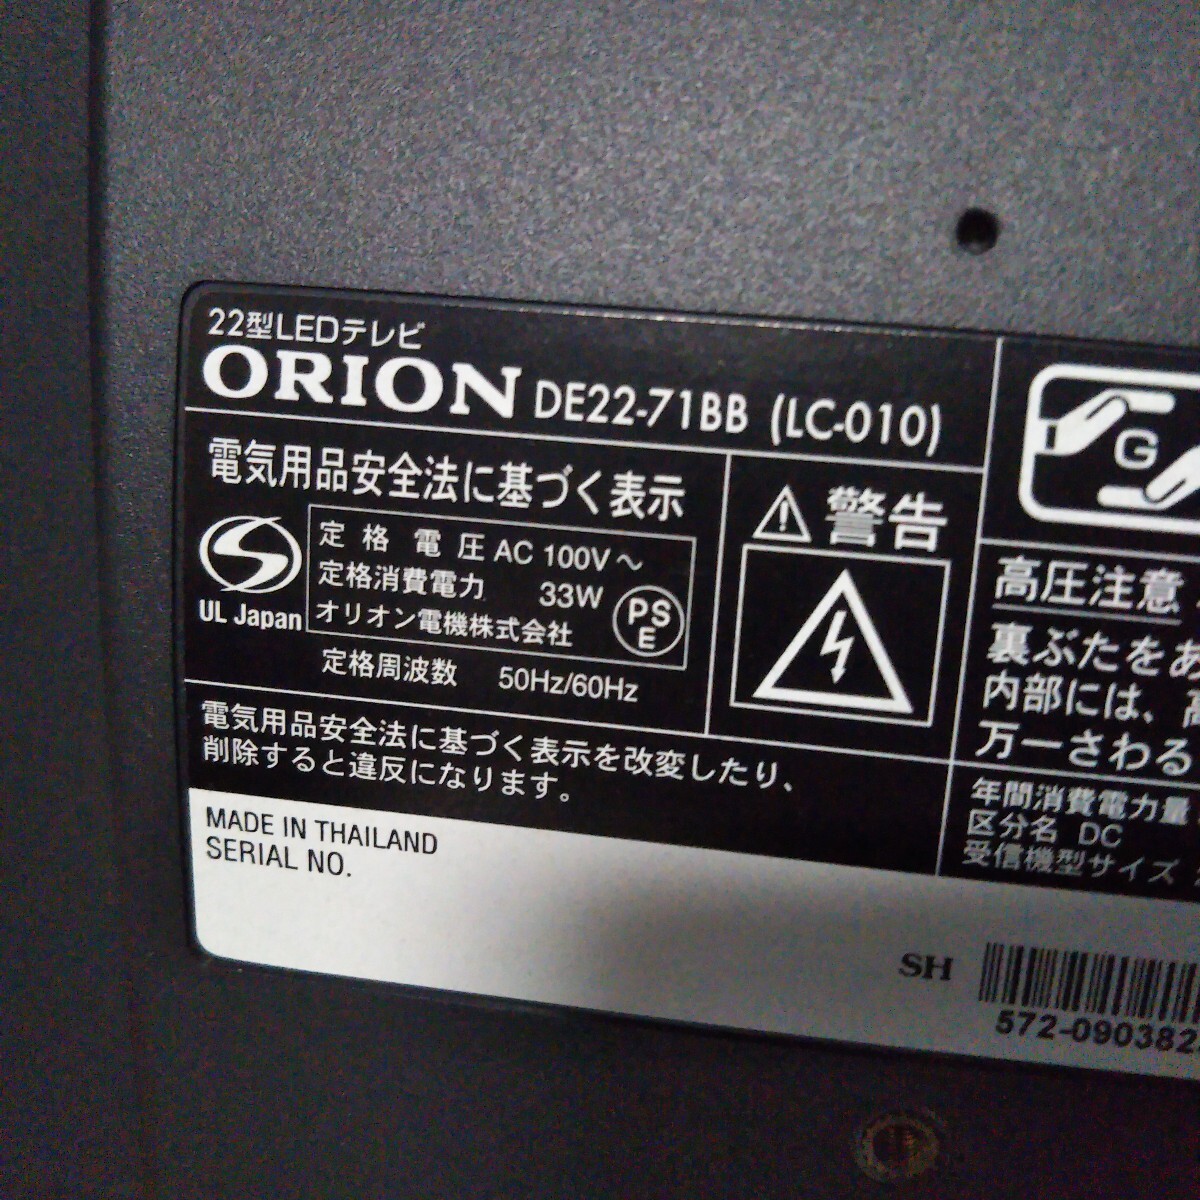 22型LEDテレビ
ORION DE22-71BB (LC-010)
電気用品安全法に基づく表示
定格電圧 AC 100V～
定格消費電力 33W
オリオン電機株式会社
PS
E
UL Japan
定格周波数 50Hz/60Hz
警告
電気用品安全法に基づく表示を改変したり、
削除すると違反になります。
G
高圧注意
裏ぶたをあ
内部には、高
万一さわる
年間消費電力量
区分名 DC
受信機型サイズ
MADE IN THAILAND
SERIAL NO.
SH
572-090382